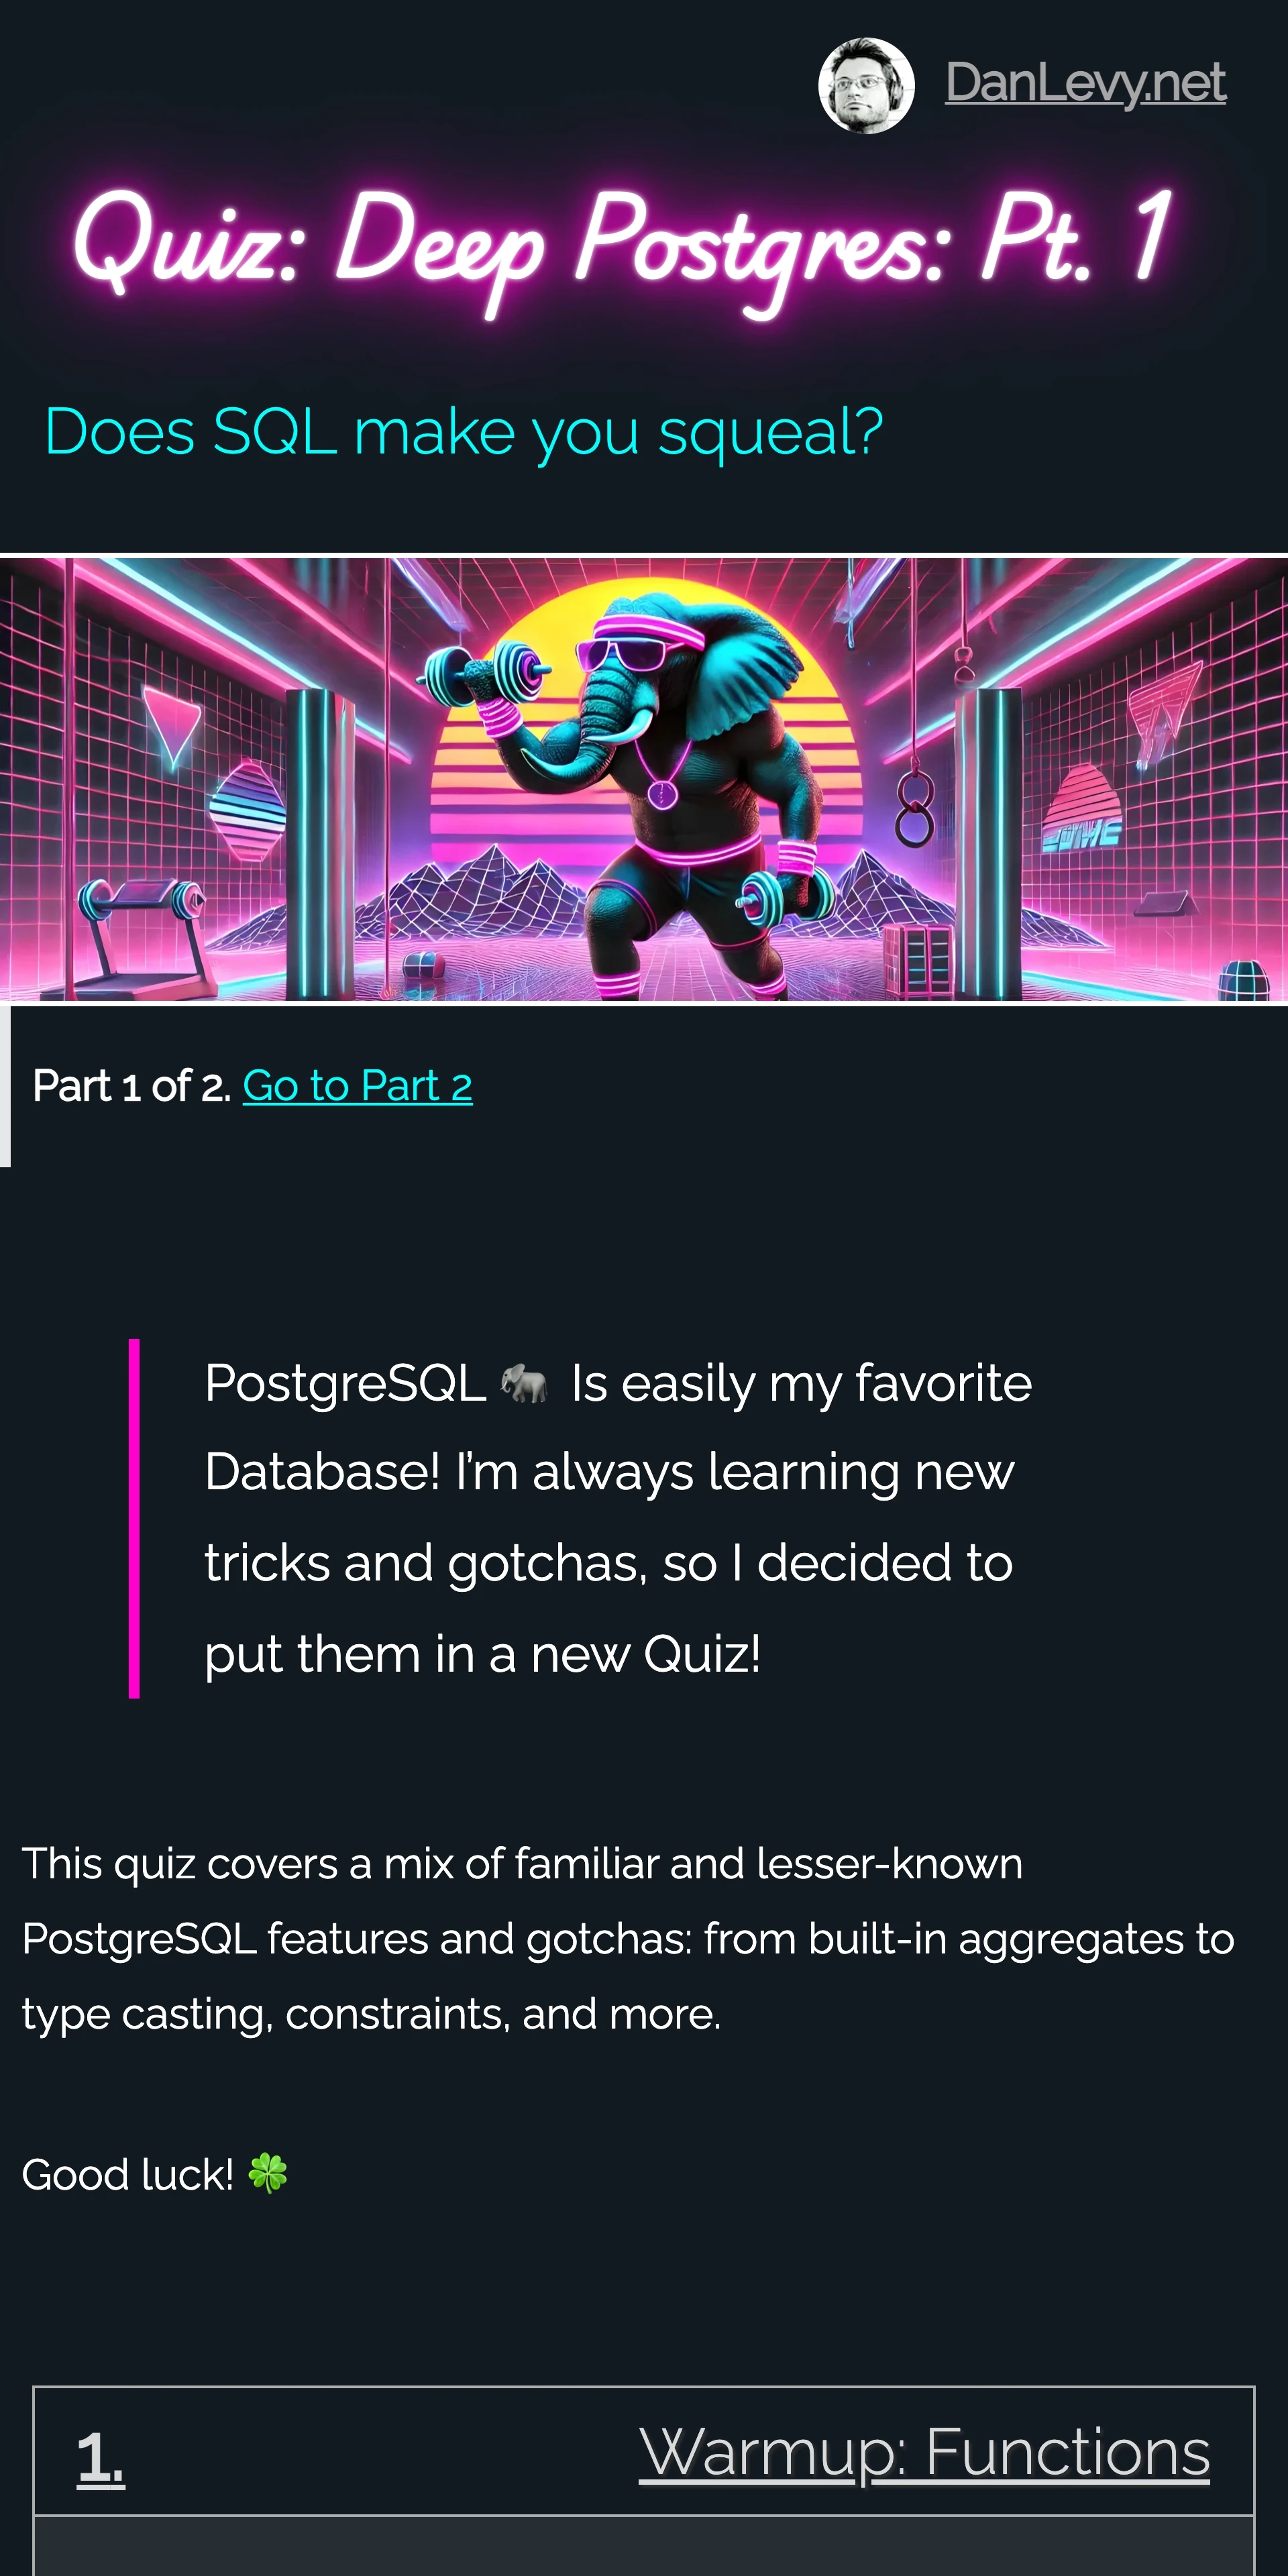 DanLevy.net
Quiz: Deep Postgres: Pt. 1
Does SQL make you squeal?
Part 1 of 2. Go to Part 2
PostgreSQL 🐘 Is easily my favorite
Database! I'm always learning new
tricks and gotchas, so I decided to
put them in a new Quiz!
This quiz covers a mix of familiar and lesser-known
PostgreSQL features and gotchas: from built-in aggregates to
type casting, constraints, and more.
Good luck! 🍀
1.
Warmup: Functions